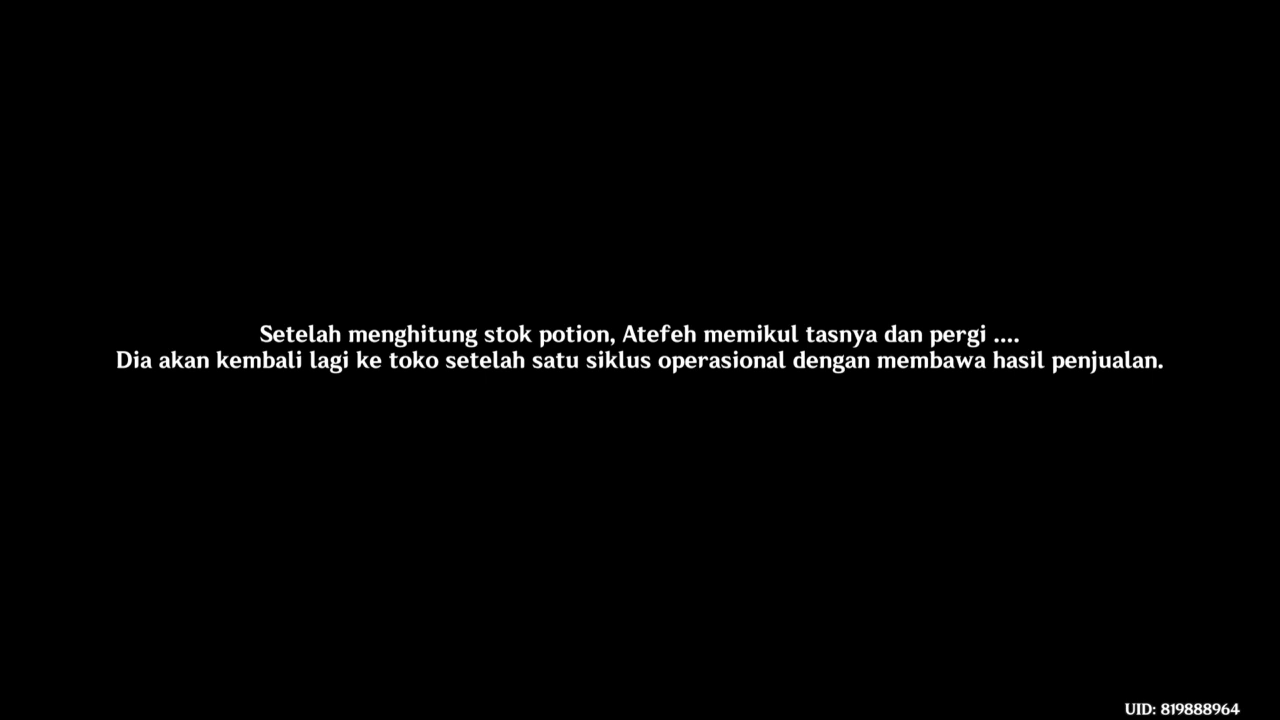 Setelah menghitung stok potion, Atefeh memikul tasnya dan pergi ....
Dia akan kembali lagi ke toko setelah satu siklus operasional dengan membawa hasil penjualan.
UID: 819888964